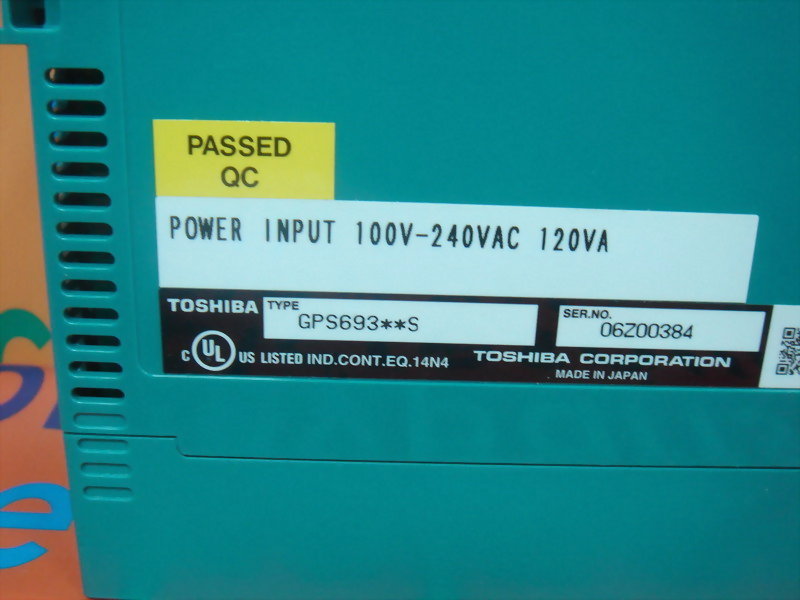 PASSED
QC
POWER INPUT 100V-240VAC 120VA
TOSHIBA TYPE GPS693**S SER.NO. 06Z00384
C UL US LISTED IND.CONT.EQ.14N4 TOSHIBA CORPORATION
MADE IN JAPAN